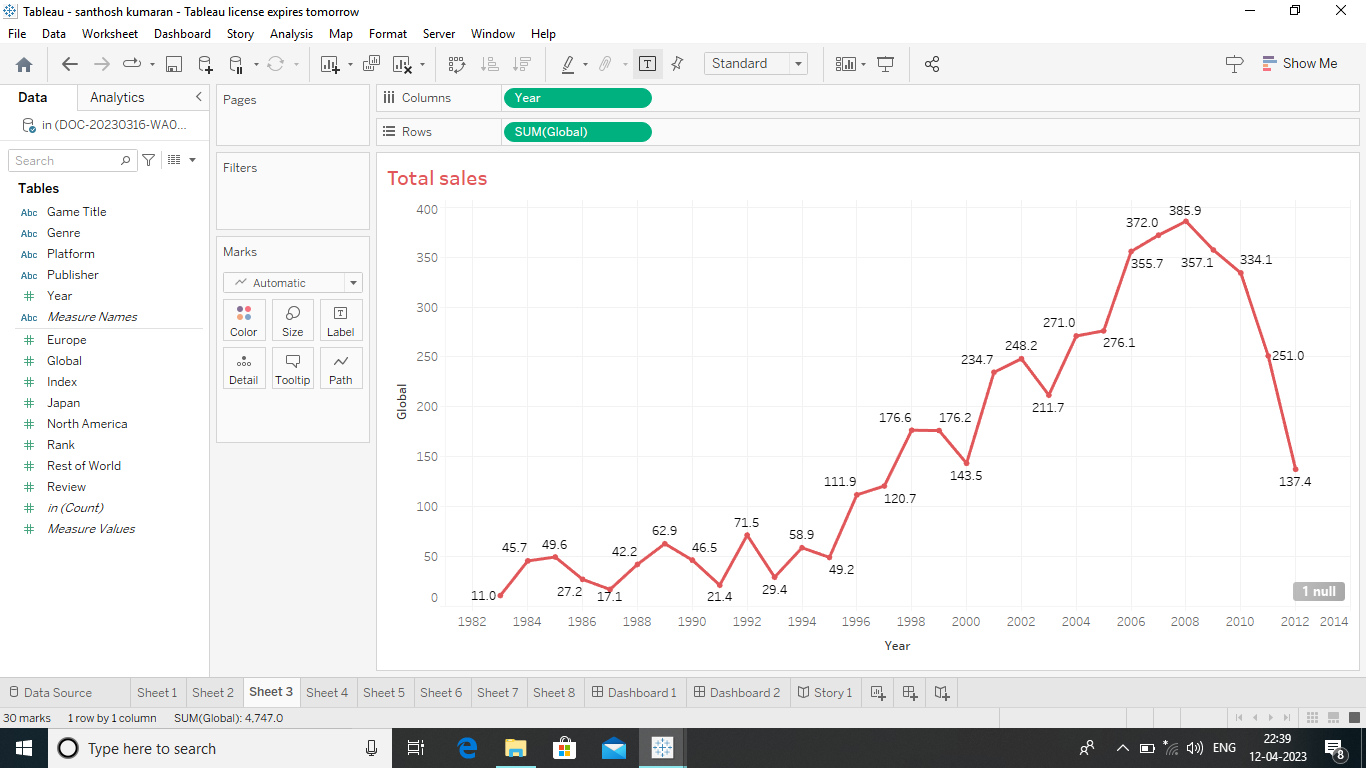 Tableau - santhosh kumaran - Tableau license expires tomorrow
File Data Worksheet Dashboard Story Analysis Map Format Server Window Help
T Standard Show Me
Data Analytics
in (DOC-20230316-WA0...
Search
Tables
Abc Game Title
Abc Genre
Abc Platform
Abc Publisher
# Year
Abc Measure Names
# Europe
# Global
# Index
# Japan
# North America
# Rank
# Rest of World
# Review
# in (Count)
# Measure Values
Pages
Filters
Marks
Automatic
Color Size T Label
Detail Tooltip Path
Columns Year
Rows SUM(Global)
Total sales
400
350
300
250
200
150
100
50
0
Global
11.0
45.7
49.6
27.2
17.1
42.2
62.9
46.5
21.4
71.5
29.4
58.9
49.2
111.9
120.7
176.6
176.2
143.5
234.7
248.2
211.7
271.0
276.1
355.7
372.0
385.9
357.1
334.1
251.0
137.4
1 null
1982 1984 1986 1988 1990 1992 1994 1996 1998 2000 2002 2004 2006 2008 2010 2012 2014
Year
Data Source Sheet 1 Sheet 2 Sheet 3 Sheet 4 Sheet 5 Sheet 6 Sheet 7 Sheet 8 Dashboard 1 Dashboard 2 Story 1
30 marks 1 row by 1 column SUM(Global): 4,747.0
Type here to search
ENG
22:39
12-04-2023
8